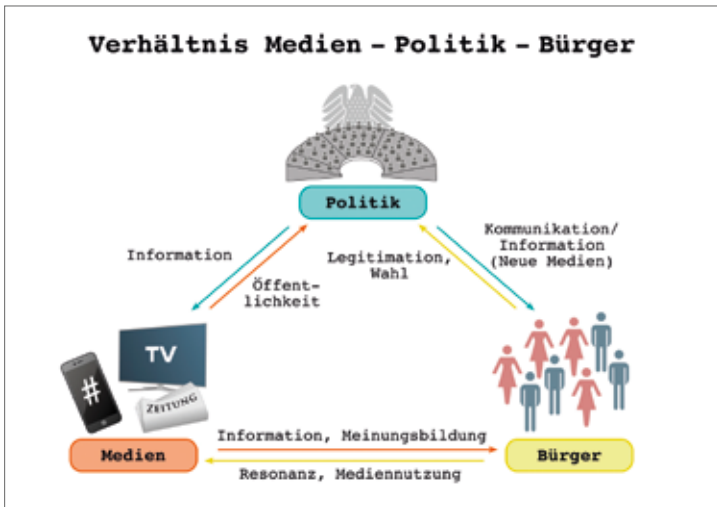 Verhältnis Medien – Politik – Bürger
Politik
Information
Öffent-
lichkeit
Legitimation,
Wahl
Kommunikation/
Information
(Neue Medien)
#
TV
ZEITUNG
Medien
Information, Meinungsbildung
Resonanz, Mediennutzung
Bürger